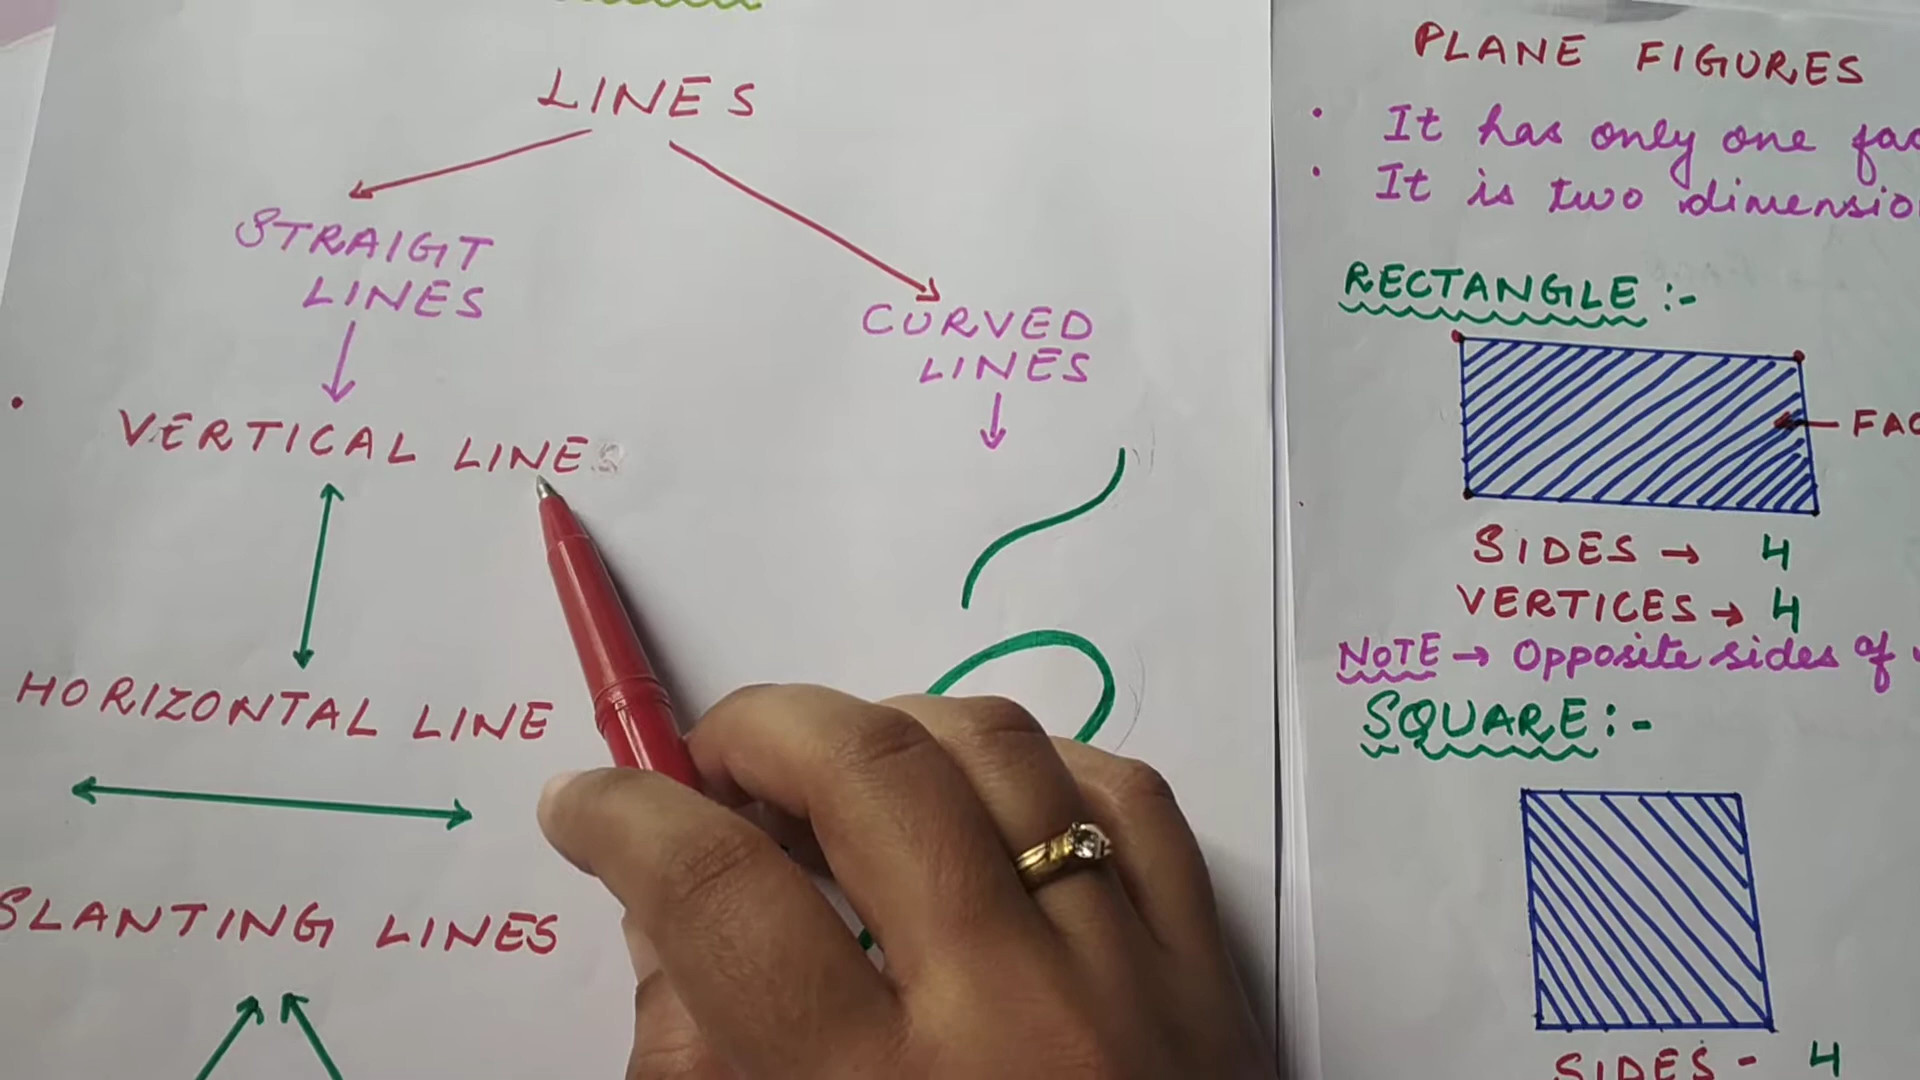 LINES
STRAIGT
LINES
CURVED
LINES
VERTICAL LINE
HORIZONTAL LINE
SLANTING LINES
PLANE FIGURES
• It has only one
• It is two
RECTANGLE :-
SIDES → 4
VERTICES → 4
NOTE → Opposite sides of
SQUARE :-
SIDES - 4